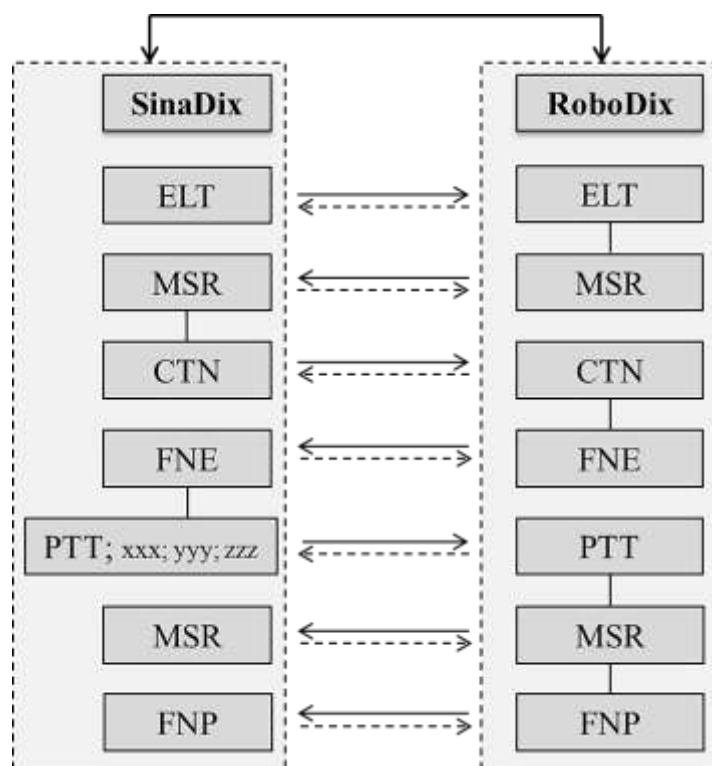 SinaDix
RoboDix
ELT
ELT
MSR
MSR
CTN
CTN
FNE
FNE
PTT; xxx; yyy; zzz
PTT
MSR
MSR
FNP
FNP